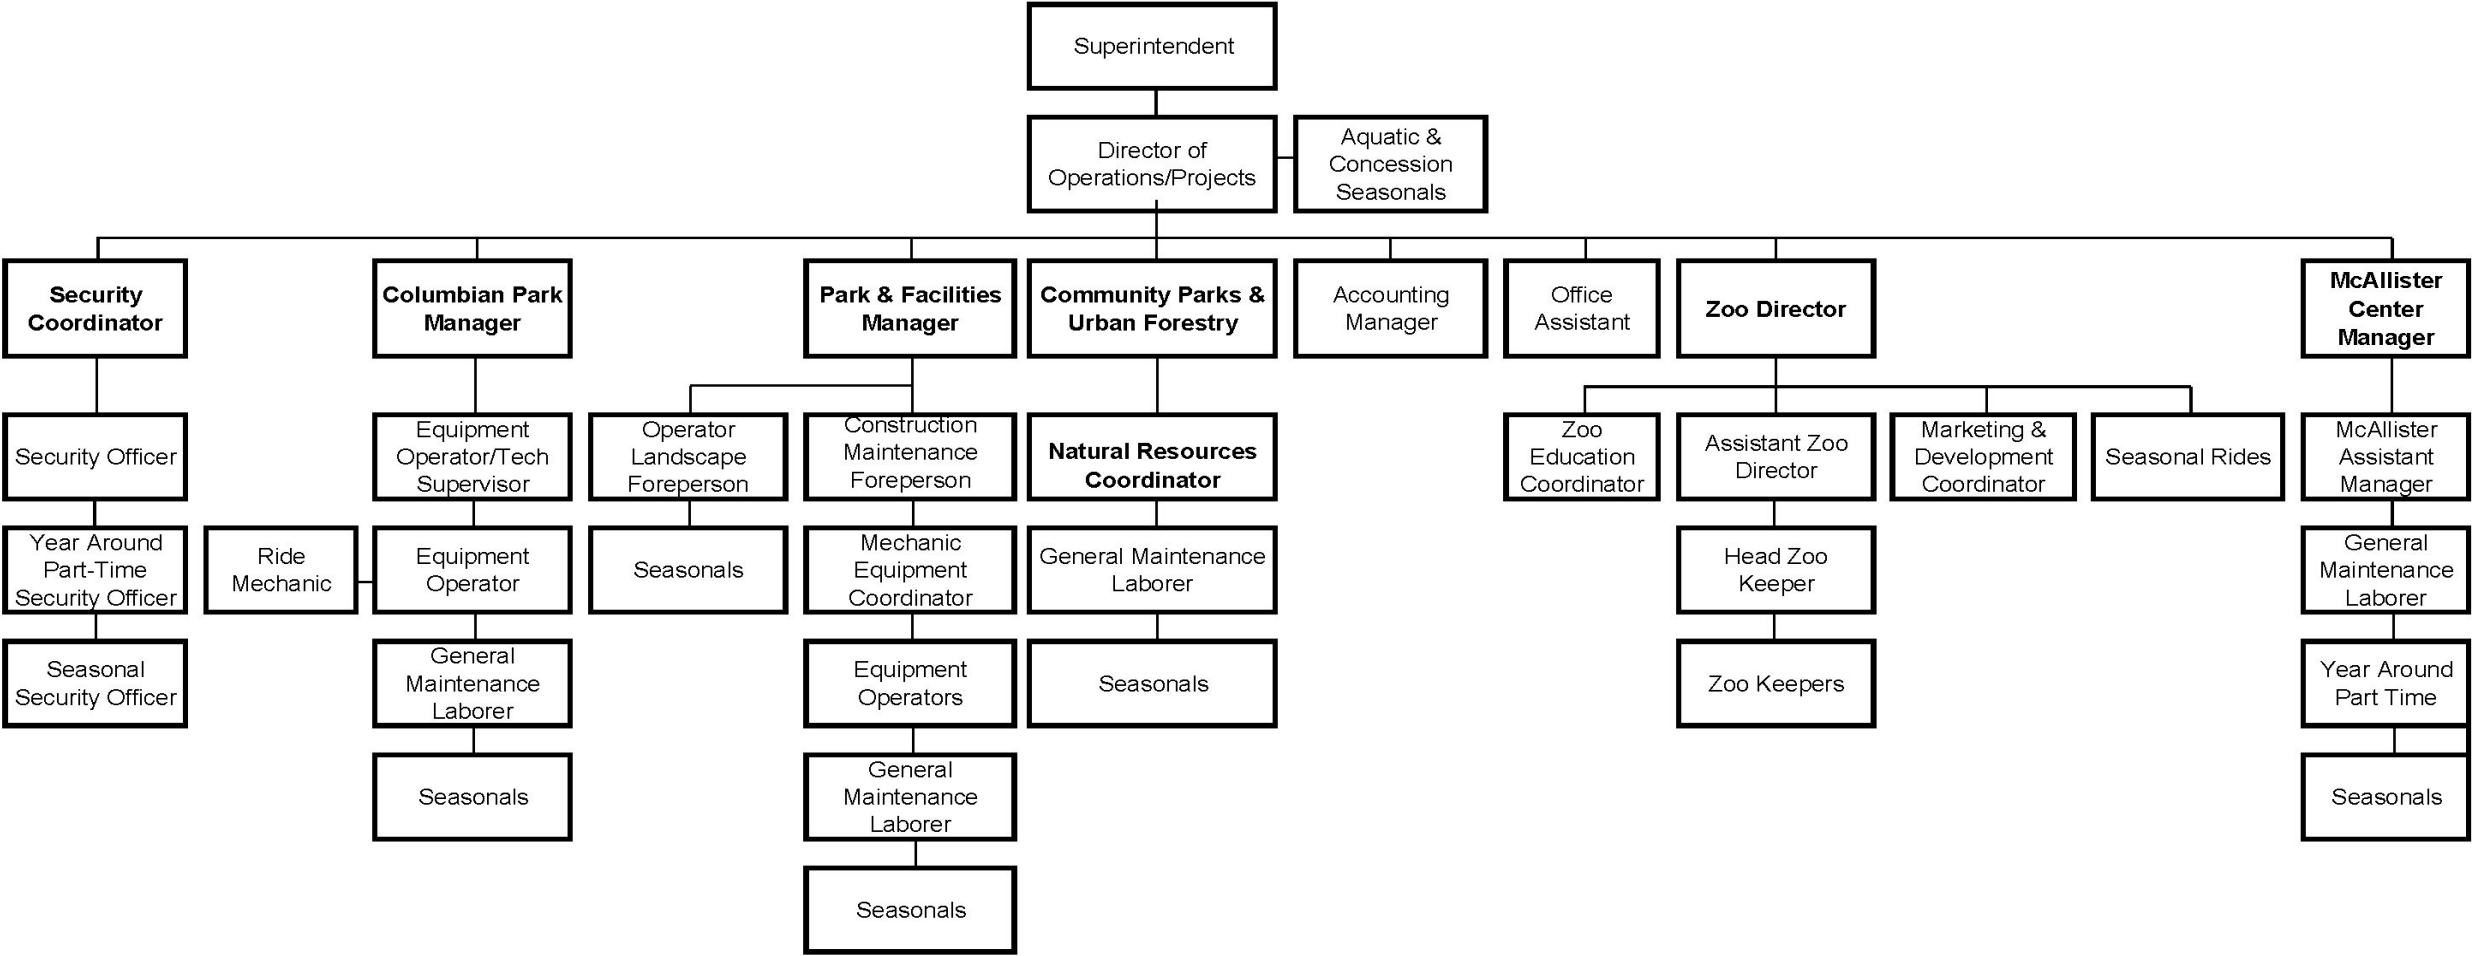 Superintendent
Director of
Operations/Projects
Aquatic &
Concession
Seasonals
Security
Coordinator
Columbian Park
Manager
Park & Facilities
Manager
Community Parks &
Urban Forestry
Accounting
Manager
Office
Assistant
Zoo Director
McAllister
Center
Manager
Security Officer
Equipment
Operator/Tech
Supervisor
Operator
Landscape
Foreperson
Construction
Maintenance
Foreperson
Natural Resources
Coordinator
Zoo
Education
Coordinator
Assistant Zoo
Director
Marketing &
Development
Coordinator
Seasonal Rides
McAllister
Assistant
Manager
Year Around
Part-Time
Security Officer
Ride
Mechanic
Equipment
Operator
Seasonals
Mechanic
Equipment
Coordinator
General Maintenance
Laborer
Head Zoo
Keeper
General
Maintenance
Laborer
Seasonal
Security Officer
General
Maintenance
Laborer
Equipment
Operators
Seasonals
Zoo Keepers
Year Around
Part Time
Seasonals
General
Maintenance
Laborer
Seasonals
Seasonals